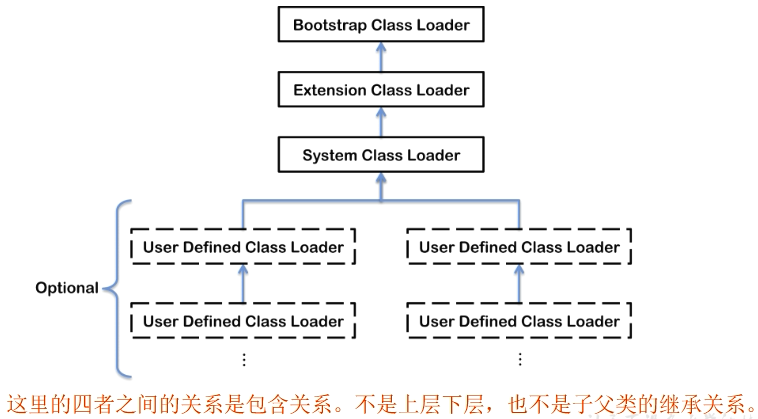 Bootstrap Class Loader
Extension Class Loader
System Class Loader
User Defined Class Loader
User Defined Class Loader
Optional
User Defined Class Loader
User Defined Class Loader
这里的四者之间的关系是包含关系。不是上层下层，也不是子父类的继承关系。